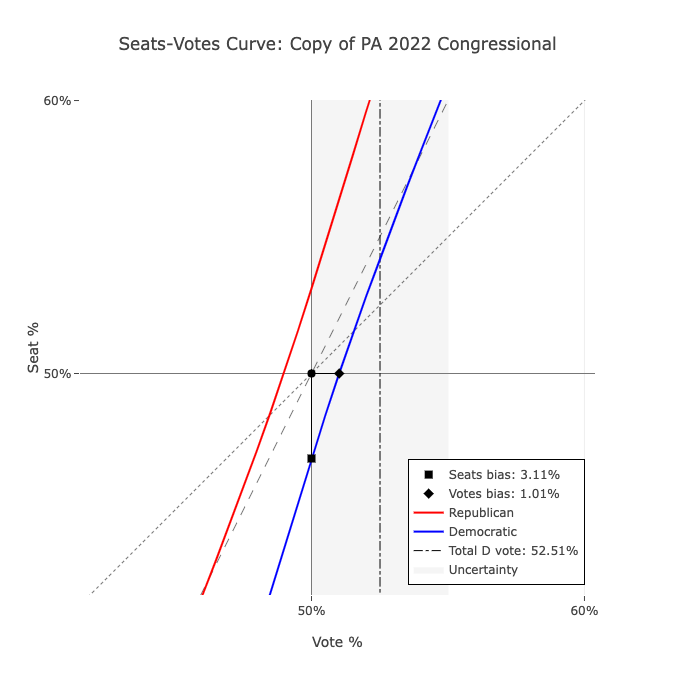 Seats-Votes Curve: Copy of PA 2022 Congressional
60%
Seat %
50%
Seats bias: 3.11%
Votes bias: 1.01%
Republican
Democratic
Total D vote: 52.51%
Uncertainty
50%
60%
Vote %